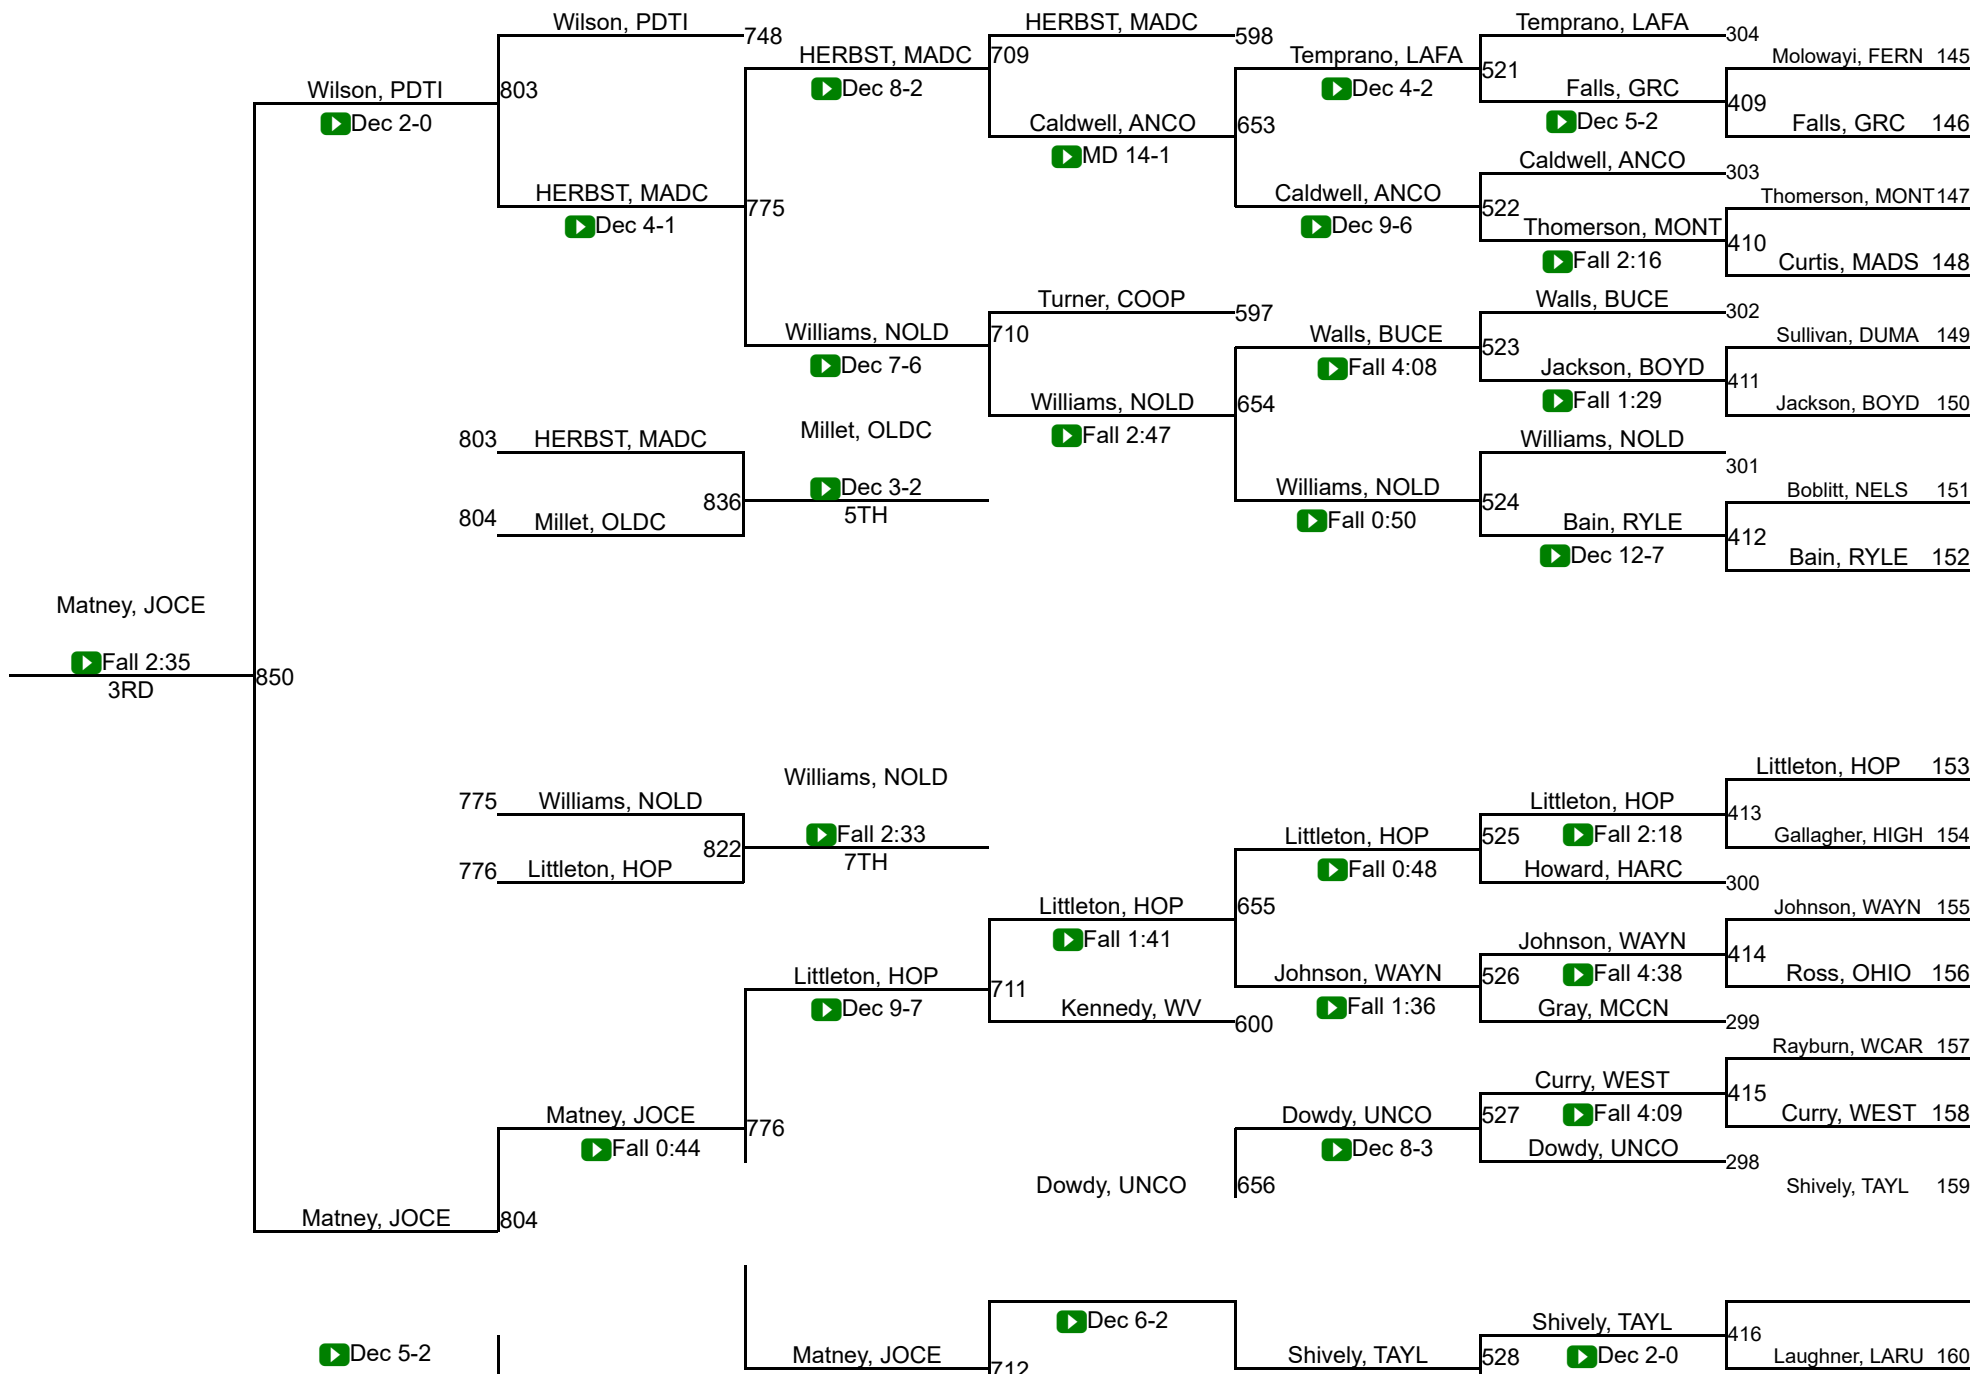 Wilson, PDTI
HERBST, MADC
Temprano, LAFA
748
598
304
HERBST, MADC
709
Temprano, LAFA
521
Molowayi, FERN 145
Wilson, PDTI
803
Dec 8-2
Dec 4-2
Falls, GRC
409
Dec 2-0
Caldwell, ANCO
653
Dec 5-2
Falls, GRC 146
MD 14-1
Caldwell, ANCO
303
HERBST, MADC
775
Caldwell, ANCO
522
Thomerson, MONT 147
Dec 4-1
Dec 9-6
Thomerson, MONT
410
Fall 2:16
Curtis, MADS 148
Turner, COOP
597
Walls, BUCE
302
Williams, NOLD
710
Walls, BUCE
523
Sullivan, DUMA 149
Dec 7-6
Fall 4:08
Jackson, BOYD
411
Williams, NOLD
654
Fall 1:29
Jackson, BOYD 150
803
HERBST, MADC
Millet, OLDC
Fall 2:47
Williams, NOLD
301
836
Dec 3-2
Williams, NOLD
524
Boblitt, NELS 151
804
Millet, OLDC
5TH
Fall 0:50
Bain, RYLE
412
Dec 12-7
Bain, RYLE 152
Matney, JOCE
Fall 2:35
850
3RD
Littleton, HOP 153
775
Williams, NOLD
Williams, NOLD
Littleton, HOP
413
822
Fall 2:33
Littleton, HOP
525
Fall 2:18
Gallagher, HIGH 154
776
Littleton, HOP
7TH
Fall 0:48
Howard, HARC
300
Littleton, HOP
655
Johnson, WAYN 155
Fall 1:41
Johnson, WAYN
414
Littleton, HOP
711
Johnson, WAYN
526
Fall 4:38
Ross, OHIO 156
Dec 9-7
Kennedy, WV
600
Fall 1:36
Gray, MCCN
299
Rayburn, WCAR 157
Curry, WEST
415
Matney, JOCE
776
Dowdy, UNCO
527
Fall 4:09
Curry, WEST 158
Fall 0:44
Dec 8-3
Dowdy, UNCO
298
Dowdy, UNCO
656
Shively, TAYL 159
Matney, JOCE
804
Dec 6-2
Shively, TAYL
416
Dec 5-2
Matney, JOCE
712
Shively, TAYL
528
Dec 2-0
Laughner, LARU 160